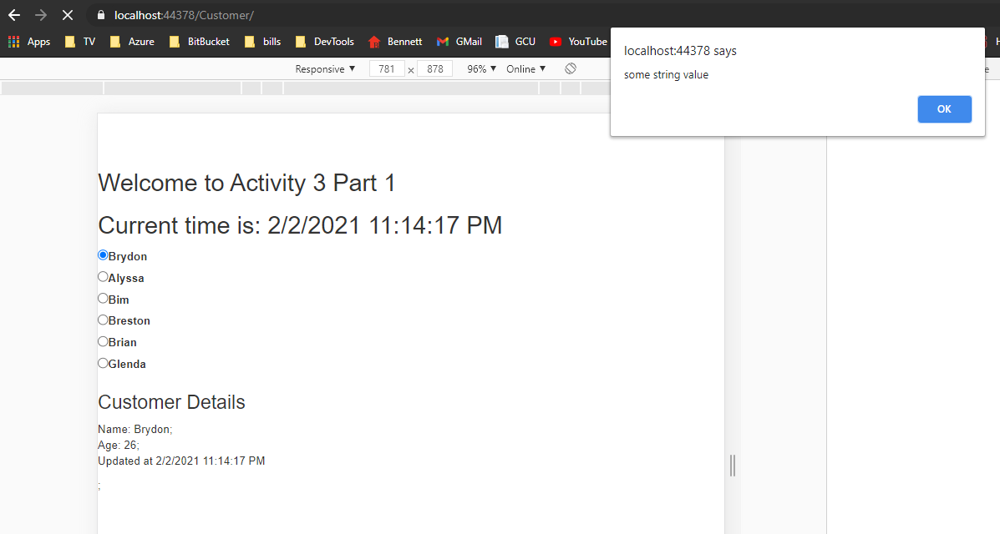 localhost:44378/Customer/
Apps TV Azure BitBucket bills DevTools Bennett GMail GCU YouTube
localhost:44378 says
some string value
OK
Responsive ▼ 781 × 878 96% ▼ Online ▼
Welcome to Activity 3 Part 1
Current time is: 2/2/2021 11:14:17 PM
Brydon
Alyssa
Bim
Breston
Brian
Glenda
Customer Details
Name: Brydon;
Age: 26;
Updated at 2/2/2021 11:14:17 PM
;